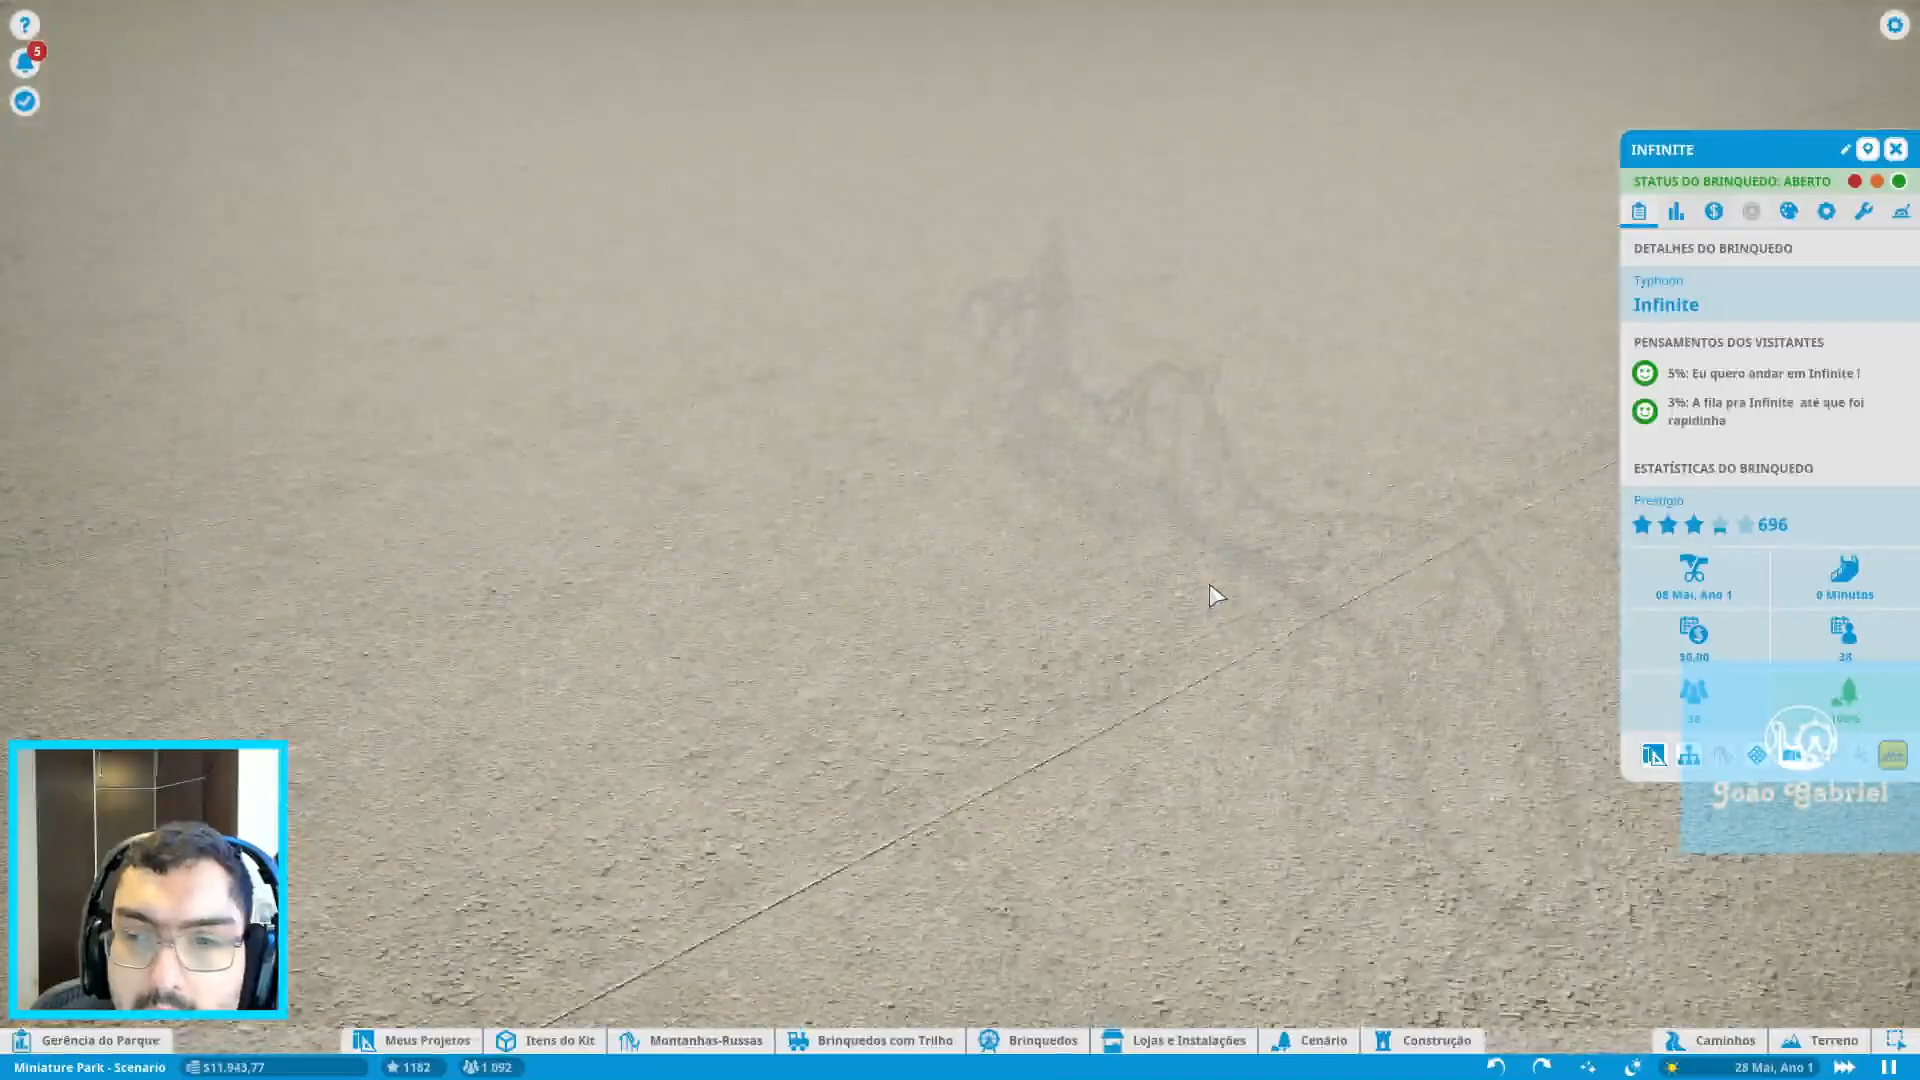 ?
5
INFINITE
STATUS DO BRINQUEDO: ABERTO
DETALHES DO BRINQUEDO
Typhoon
Infinite
PENSAMENTOS DOS VISITANTES
5%: Eu quero andar em Infinite !
3%: A fila pra Infinite até que foi
rapidinha
ESTATÍSTICAS DO BRINQUEDO
Prestígio
696
08 Mai, Ano 1
0 Minutos
$0,00
38
38
100%
João Gabriel
Gerência do Parque
Meus Projetos
Itens do Kit
Montanhas-Russas
Brinquedos com Trilho
Brinquedos
Lojas e Instalações
Cenário
Construção
Caminhos
Terreno
Miniature Park - Scenario
$11.943,77
1182
1 092
28 Mai, Ano 1